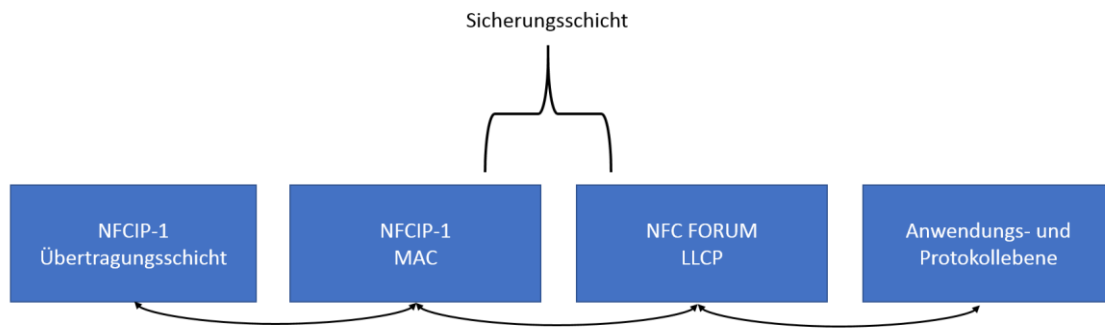 Sicherungsschicht
NFCIP-1
Übertragungsschicht
NFCIP-1
MAC
NFC FORUM
LLCP
Anwendungs- und
Protokollebene